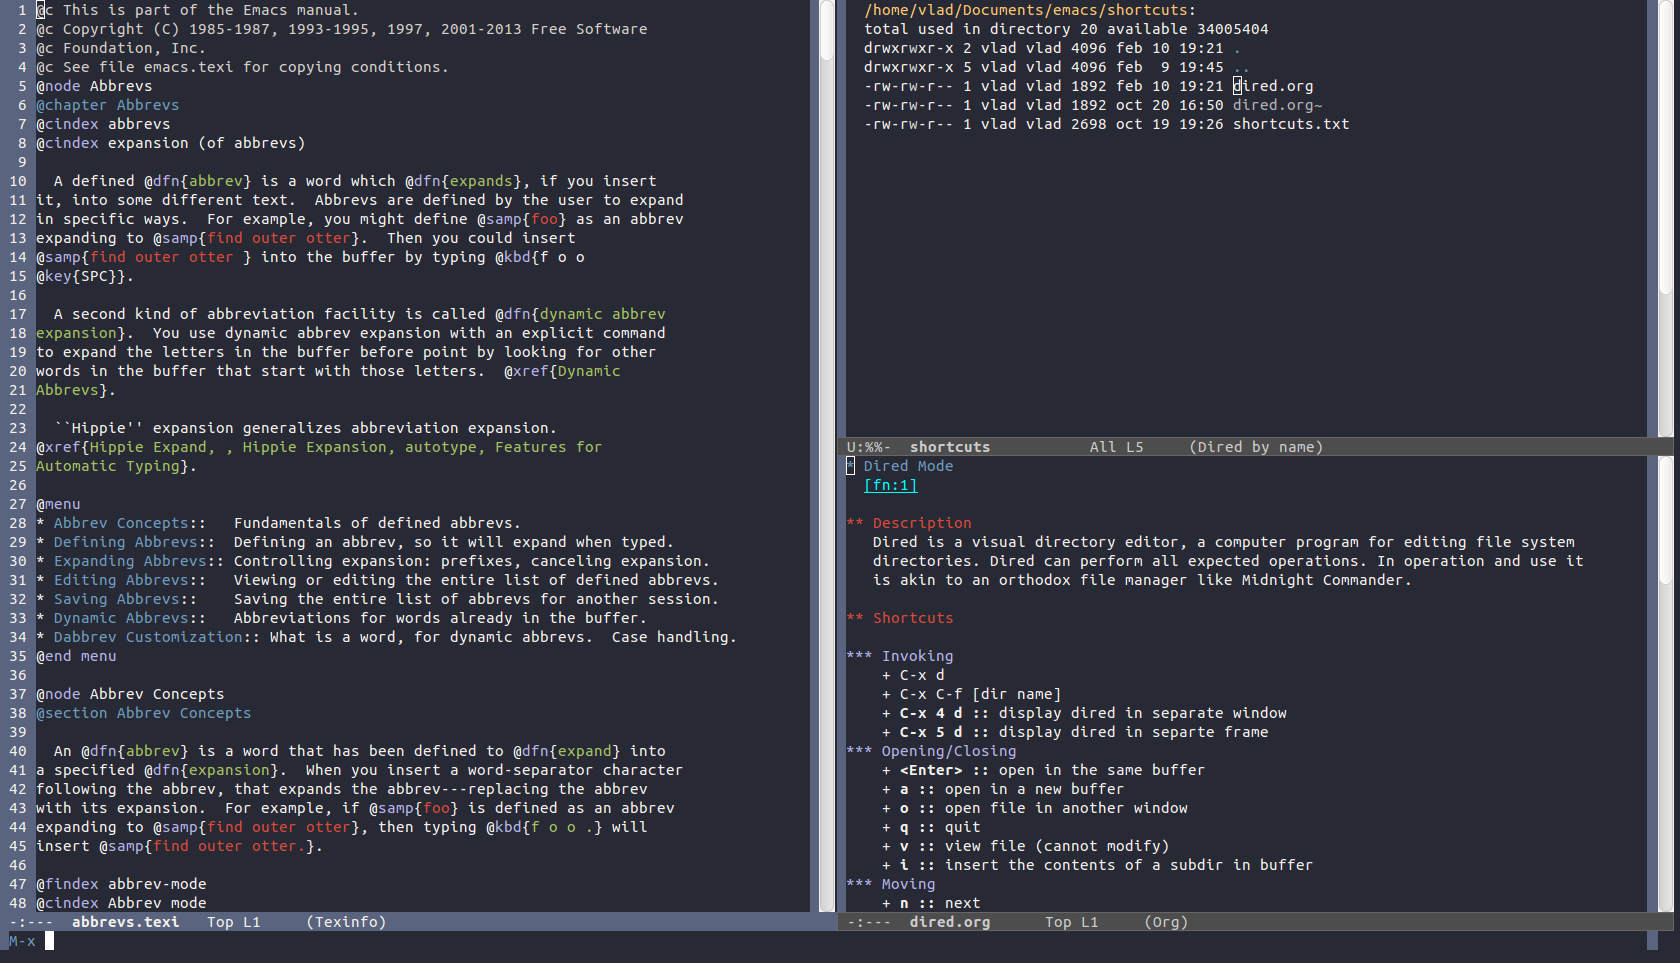 1 @c This is part of the Emacs manual.
2 @c Copyright (C) 1985-1987, 1993-1995, 1997, 2001-2013 Free Software
3 @c Foundation, Inc.
4 @c See file emacs.texi for copying conditions.
5 @node Abbrevs
6 @chapter Abbrevs
7 @cindex abbrevs
8 @cindex expansion (of abbrevs)
9
10   A defined @dfn{abbrev} is a word which @dfn{expands}, if you insert
11 it, into some different text.  Abbrevs are defined by the user to expand
12 in specific ways.  For example, you might define @samp{foo} as an abbrev
13 expanding to @samp{find outer otter}.  Then you could insert
14 @samp{find outer otter } into the buffer by typing @kbd{f o o
15 @key{SPC}}.
16
17   A second kind of abbreviation facility is called @dfn{dynamic abbrev
18 expansion}.  You use dynamic abbrev expansion with an explicit command
19 to expand the letters in the buffer before point by looking for other
20 words in the buffer that start with those letters.  @xref{Dynamic
21 Abbrevs}.
22
23   ``Hippie'' expansion generalizes abbreviation expansion.
24 @xref{Hippie Expand, , Hippie Expansion, autotype, Features for
25 Automatic Typing}.
26
27 @menu
28 * Abbrev Concepts::   Fundamentals of defined abbrevs.
29 * Defining Abbrevs::  Defining an abbrev, so it will expand when typed.
30 * Expanding Abbrevs:: Controlling expansion: prefixes, canceling expansion.
31 * Editing Abbrevs::   Viewing or editing the entire list of defined abbrevs.
32 * Saving Abbrevs::    Saving the entire list of abbrevs for another session.
33 * Dynamic Abbrevs::   Abbreviations for words already in the buffer.
34 * Dabbrev Customization:: What is a word, for dynamic abbrevs.  Case handling.
35 @end menu
36
37 @node Abbrev Concepts
38 @section Abbrev Concepts
39
40   An @dfn{abbrev} is a word that has been defined to @dfn{expand} into
41 a specified @dfn{expansion}.  When you insert a word-separator character
42 following the abbrev, that expands the abbrev---replacing the abbrev
43 with its expansion.  For example, if @samp{foo} is defined as an abbrev
44 expanding to @samp{find outer otter}, then typing @kbd{f o o .} will
45 insert @samp{find outer otter.}.
46
47 @findex abbrev-mode
48 @cindex Abbrev mode
-:---  abbrevs.texi   Top L1     (Texinfo)
M-x
/home/vlad/Documents/emacs/shortcuts:
total used in directory 20 available 34005404
drwxrwxr-x 2 vlad vlad 4096 feb 10 19:21 .
drwxrwxr-x 5 vlad vlad 4096 feb  9 19:45 ..
-rw-rw-r-- 1 vlad vlad 1892 feb 10 19:21 dired.org
-rw-rw-r-- 1 vlad vlad 1892 oct 20 16:50 dired.org~
-rw-rw-r-- 1 vlad vlad 2698 oct 19 19:26 shortcuts.txt
U:%%-  shortcuts           All L5     (Dired by name)
* Dired Mode
[fn:1]
** Description
Dired is a visual directory editor, a computer program for editing file system
directories. Dired can perform all expected operations. In operation and use it
is akin to an orthodox file manager like Midnight Commander.
** Shortcuts
*** Invoking
+ C-x d
+ C-x C-f [dir name]
+ C-x 4 d :: display dired in separate window
+ C-x 5 d :: display dired in separte frame
*** Opening/Closing
+ <Enter> :: open in the same buffer
+ a :: open in a new buffer
+ o :: open file in another window
+ q :: quit
+ v :: view file (cannot modify)
+ i :: insert the contents of a subdir in buffer
*** Moving
+ n :: next
-:---  dired.org      Top L1     (Org)